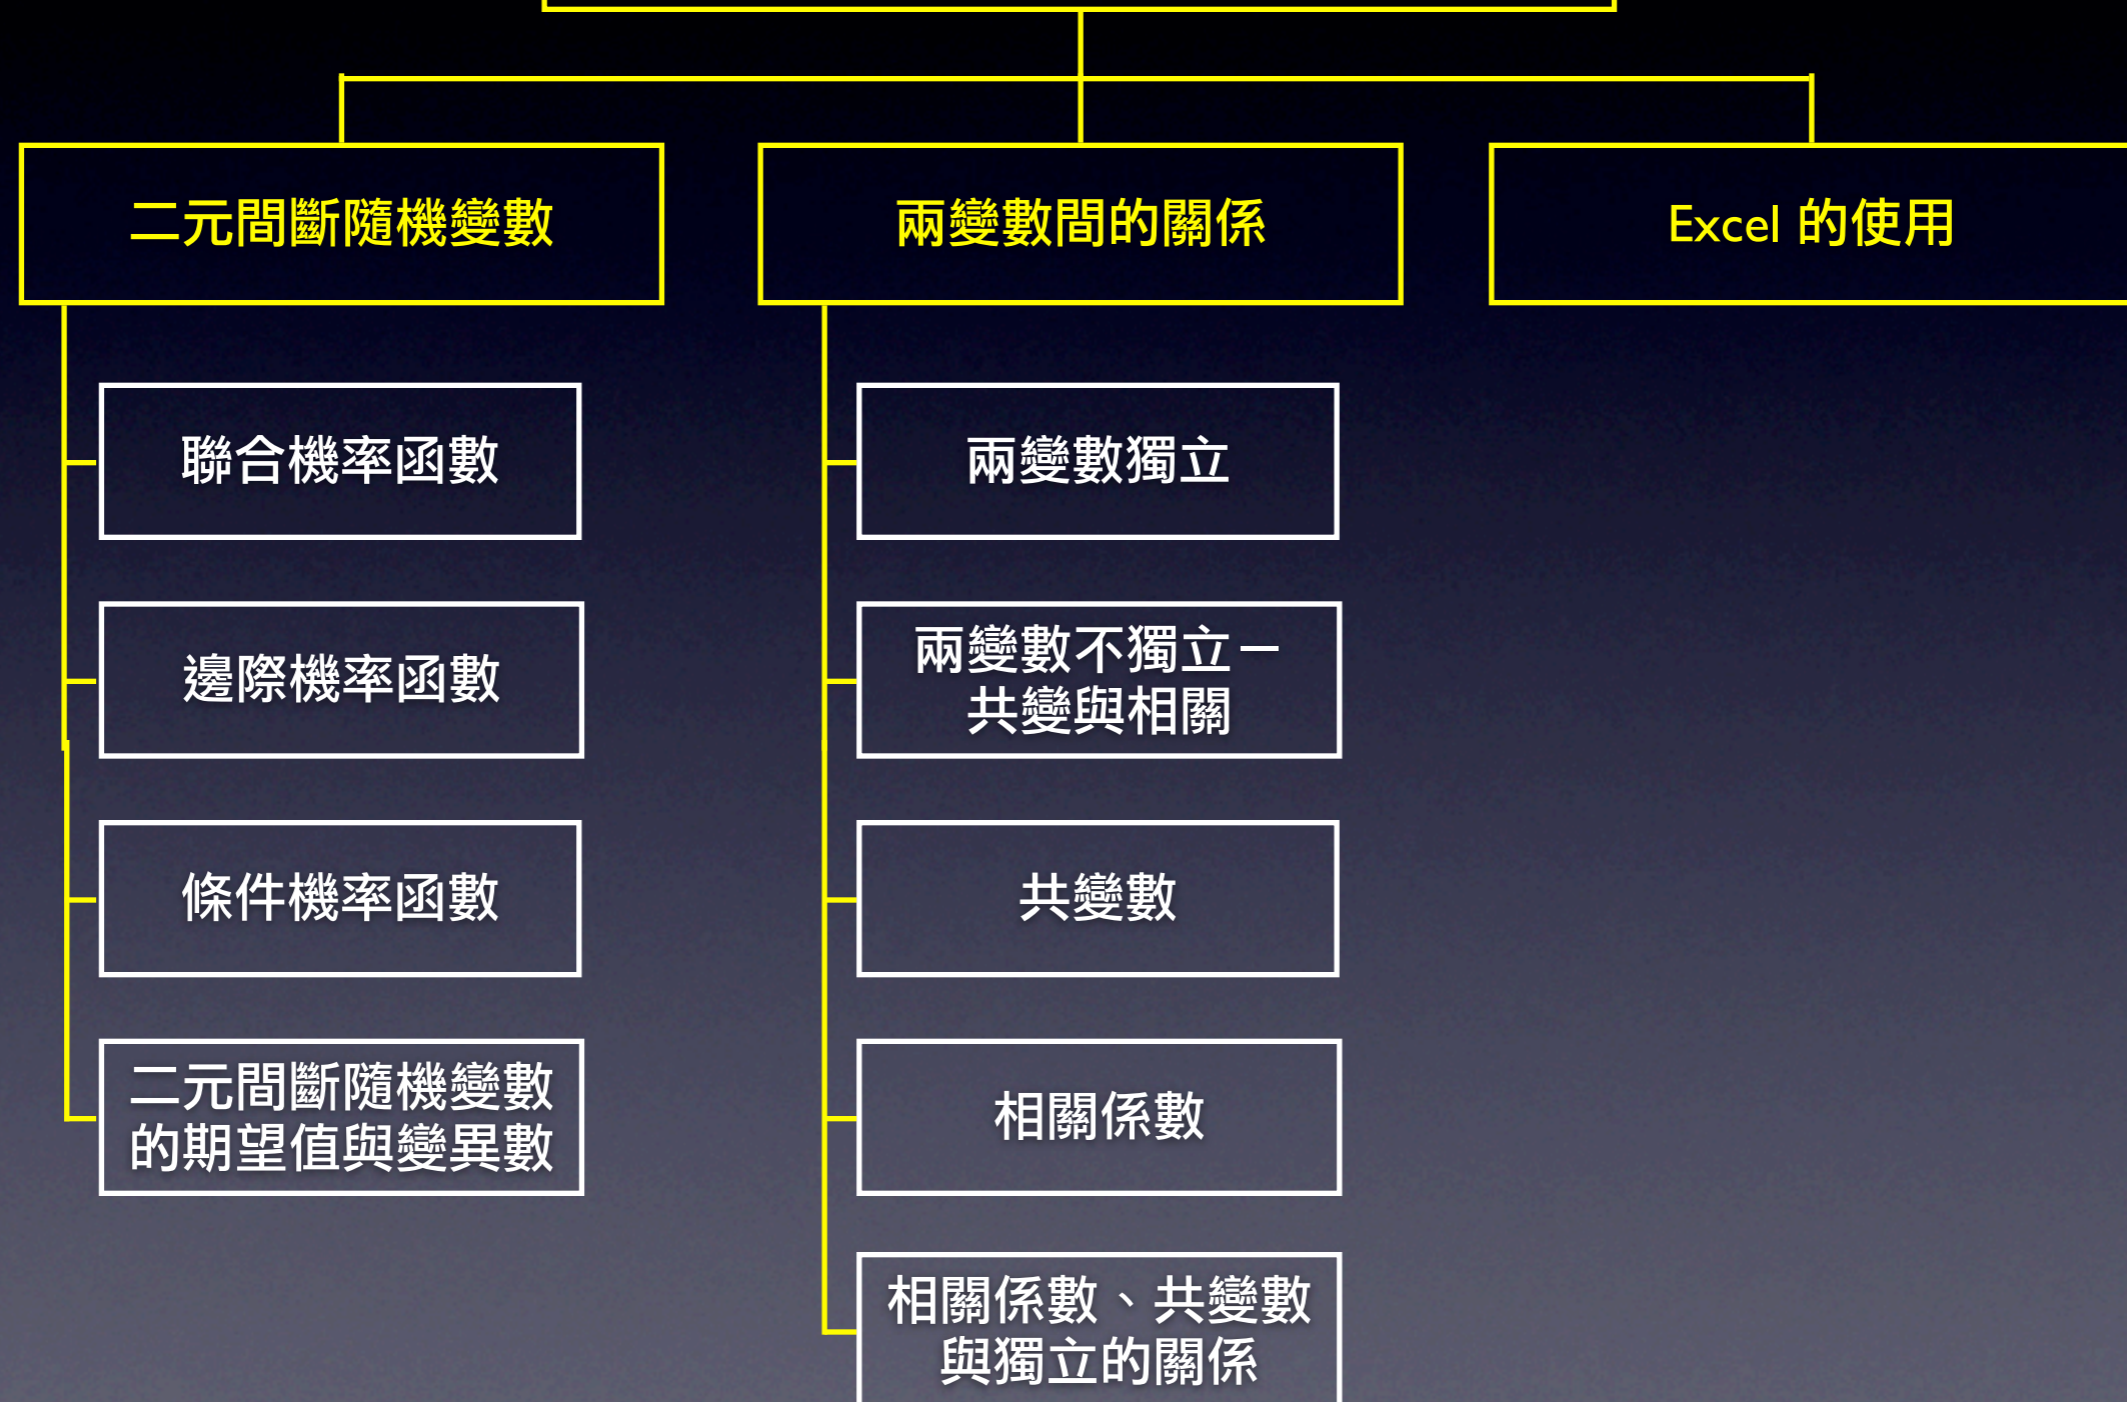 二元間斷隨機變數
兩變數間的關係
Excel 的使用
聯合機率函數
邊際機率函數
條件機率函數
二元間斷隨機變數
的期望值與變異數
兩變數獨立
兩變數不獨立－
共變與相關
共變數
相關係數
相關係數、共變數
與獨立的關係